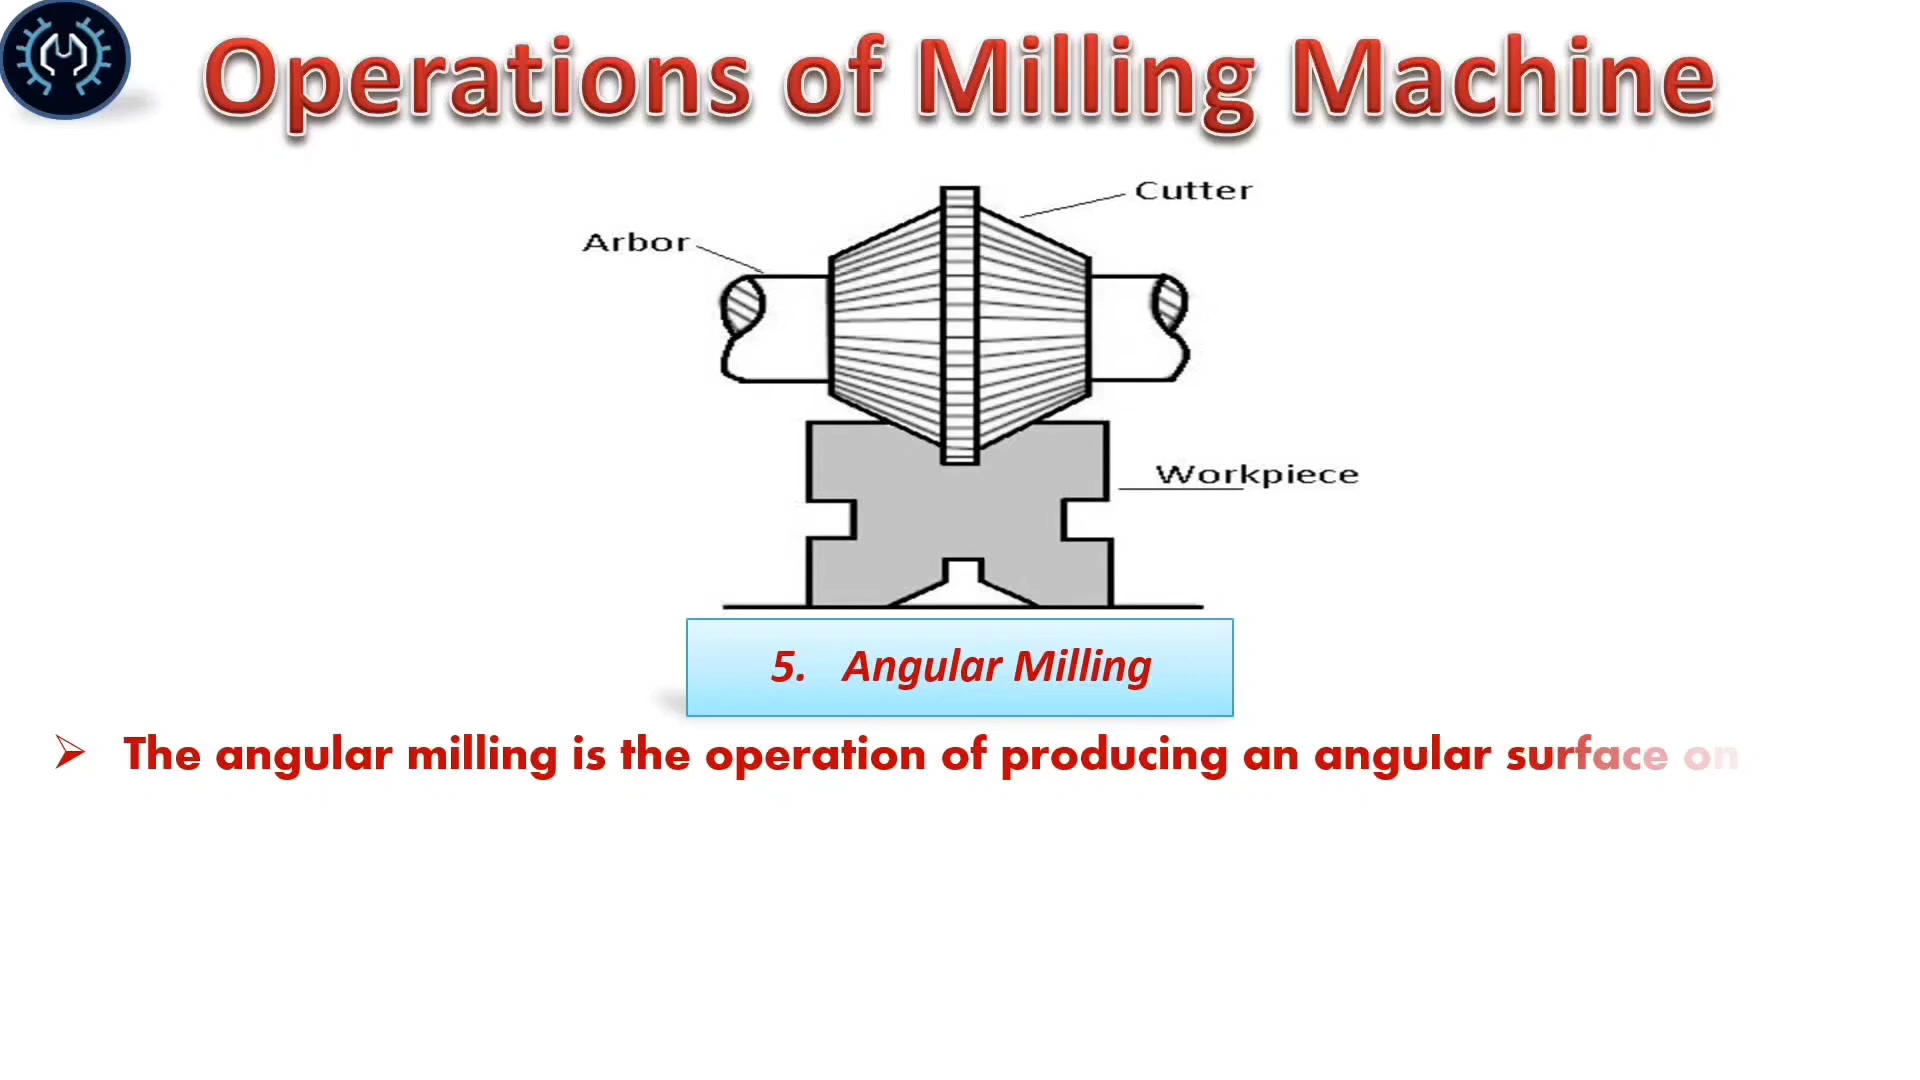 Operations of Milling Machine
Cutter
Arbor
Workpiece
5. Angular Milling
➢ The angular milling is the operation of producing an angular surface on